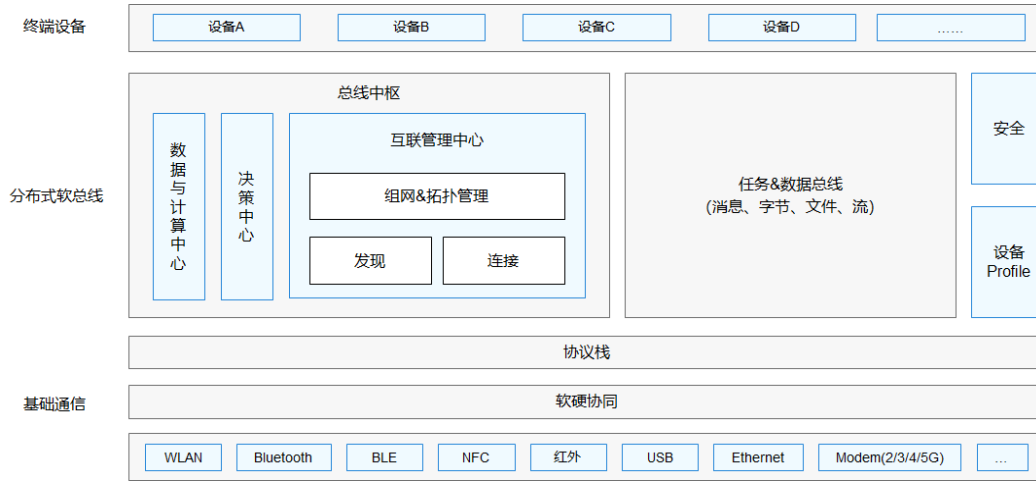 终端设备
设备A
设备B
设备C
设备D
……
分布式软总线
总线中枢
数据与计算中心
决策中心
互联管理中心
组网&拓扑管理
发现
连接
任务&数据总线
(消息、字节、文件、流)
安全
设备
Profile
基础通信
协议栈
软硬协同
WLAN
Bluetooth
BLE
NFC
红外
USB
Ethernet
Modem(2/3/4/5G)
...